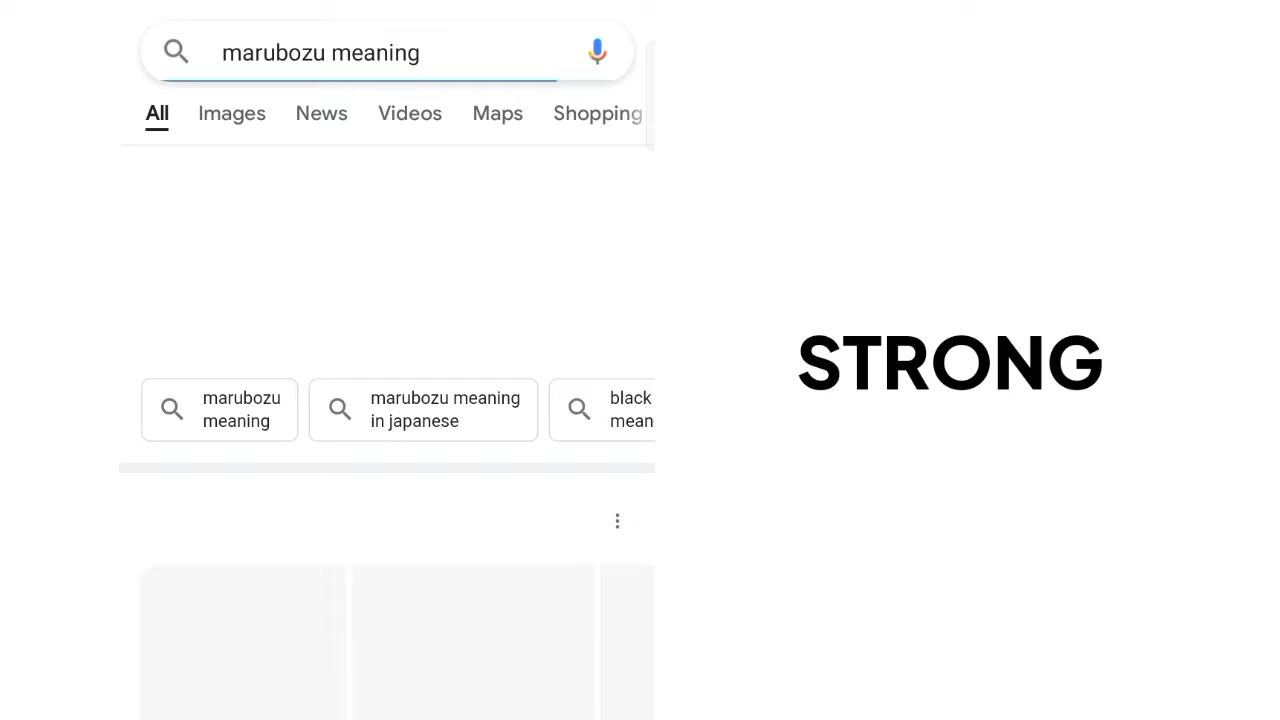 marubozu meaning
All Images News Videos Maps Shopping
marubozu
meaning
marubozu meaning
in japanese
black
mean
STRONG